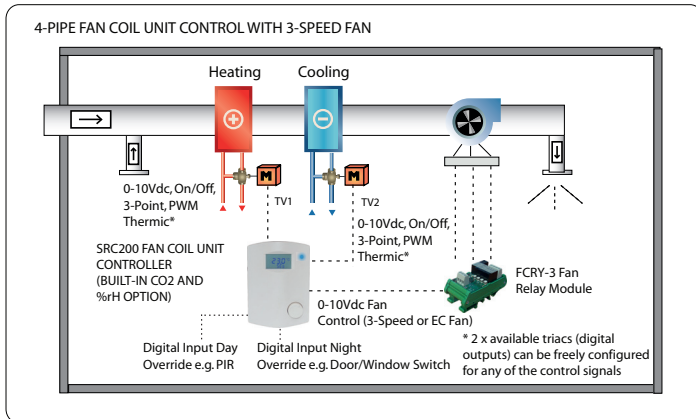 4-PIPE FAN COIL UNIT CONTROL WITH 3-SPEED FAN
Heating
Cooling
0-10Vdc, On/Off,
3-Point, PWM
Thermic*
M
TV1
M
TV2
0-10Vdc, On/Off,
3-Point, PWM
Thermic*
SRC200 FAN COIL UNIT
CONTROLLER
(BUILT-IN CO2 AND
%rH OPTION)
23.0
FCRY-3 Fan
Relay Module
0-10Vdc Fan
Control (3-Speed or EC Fan)
Digital Input Day
Override e.g. PIR
Digital Input Night
Override e.g. Door/Window Switch
* 2 x available triacs (digital
outputs) can be freely configured
for any of the control signals